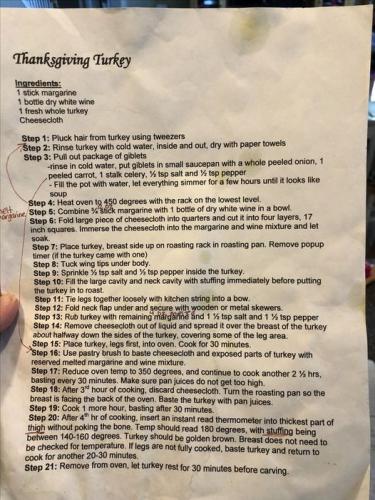 Thanksgiving Turkey
Ingredients:
1 stick margarine
1 bottle dry white wine
1 fresh whole turkey
Cheesecloth
Step 1: Pluck hair from turkey using tweezers
Step 2: Rinse turkey with cold water, inside and out, dry with paper towels
Step 3: Pull out package of giblets
-rinse in cold water, put giblets in small saucepan with a whole peeled onion, 1
peeled carrot, 1 stalk celery, ½ tsp salt and ½ tsp pepper
- Fill the pot with water, let everything simmer for a few hours until it looks like
soup
Step 4: Heat oven to 450 degrees with the rack on the lowest level.
melt
margarine
Step 5: Combine ¾ stick margarine with 1 bottle of dry white wine in a bowl.
Step 6: Fold large piece of cheesecloth into quarters and cut it into four layers, 17
inch squares. Immerse the cheesecloth into the margarine and wine mixture and let
soak.
Step 7: Place turkey, breast side up on roasting rack in roasting pan. Remove popup
timer (if the turkey came with one)
Step 8: Tuck wing tips under body.
Step 9: Sprinkle ½ tsp salt and ½ tsp pepper inside the turkey.
Step 10: Fill the large cavity and neck cavity with stuffing immediately before putting
the turkey in to roast.
Step 11: Tie legs together loosely with kitchen string into a bow.
Step 12: Fold neck flap under and secure with wooden or metal skewers.
Step 13: Rub turkey with remaining margarine and 1 ½ tsp salt and 1 ½ tsp pepper
Step 14: Remove cheesecloth out of liquid and spread it over the breast of the turkey
about halfway down the sides of the turkey, covering some of the leg area.
Step 15: Place turkey, legs first, into oven. Cook for 30 minutes.
Step 16: Use pastry brush to baste cheesecloth and exposed parts of turkey with
reserved melted margarine and wine mixture.
Step 17: Reduce oven temp to 350 degrees, and continue to cook another 2 ½ hrs,
basting every 30 minutes. Make sure pan juices do not get too high.
Step 18: After 3rd hour of cooking, discard cheesecloth. Turn the roasting pan so the
breast is facing the back of the oven. Baste the turkey with pan juices.
Step 19: Cook 1 more hour, basting after 30 minutes.
Step 20: After 4th hr of cooking, insert an instant read thermometer into thickest part of
thigh without poking the bone. Temp should read 180 degrees, with stuffing being
between 140-160 degrees. Turkey should be golden brown. Breast does not need to
be checked for temperature. If legs are not fully cooked, baste turkey and return to
cook for another 20-30 minutes.
Step 21: Remove from oven, let turkey rest for 30 minutes before carving.